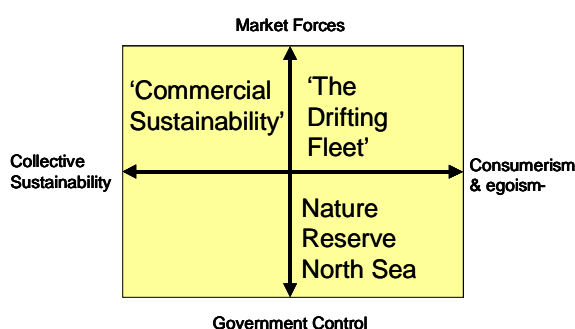 Market Forces
‘Commercial
Sustainability’
‘The
Drifting
Fleet’
Collective
Sustainability
Consumerism
& egoism-
Nature
Reserve
North Sea
Government Control